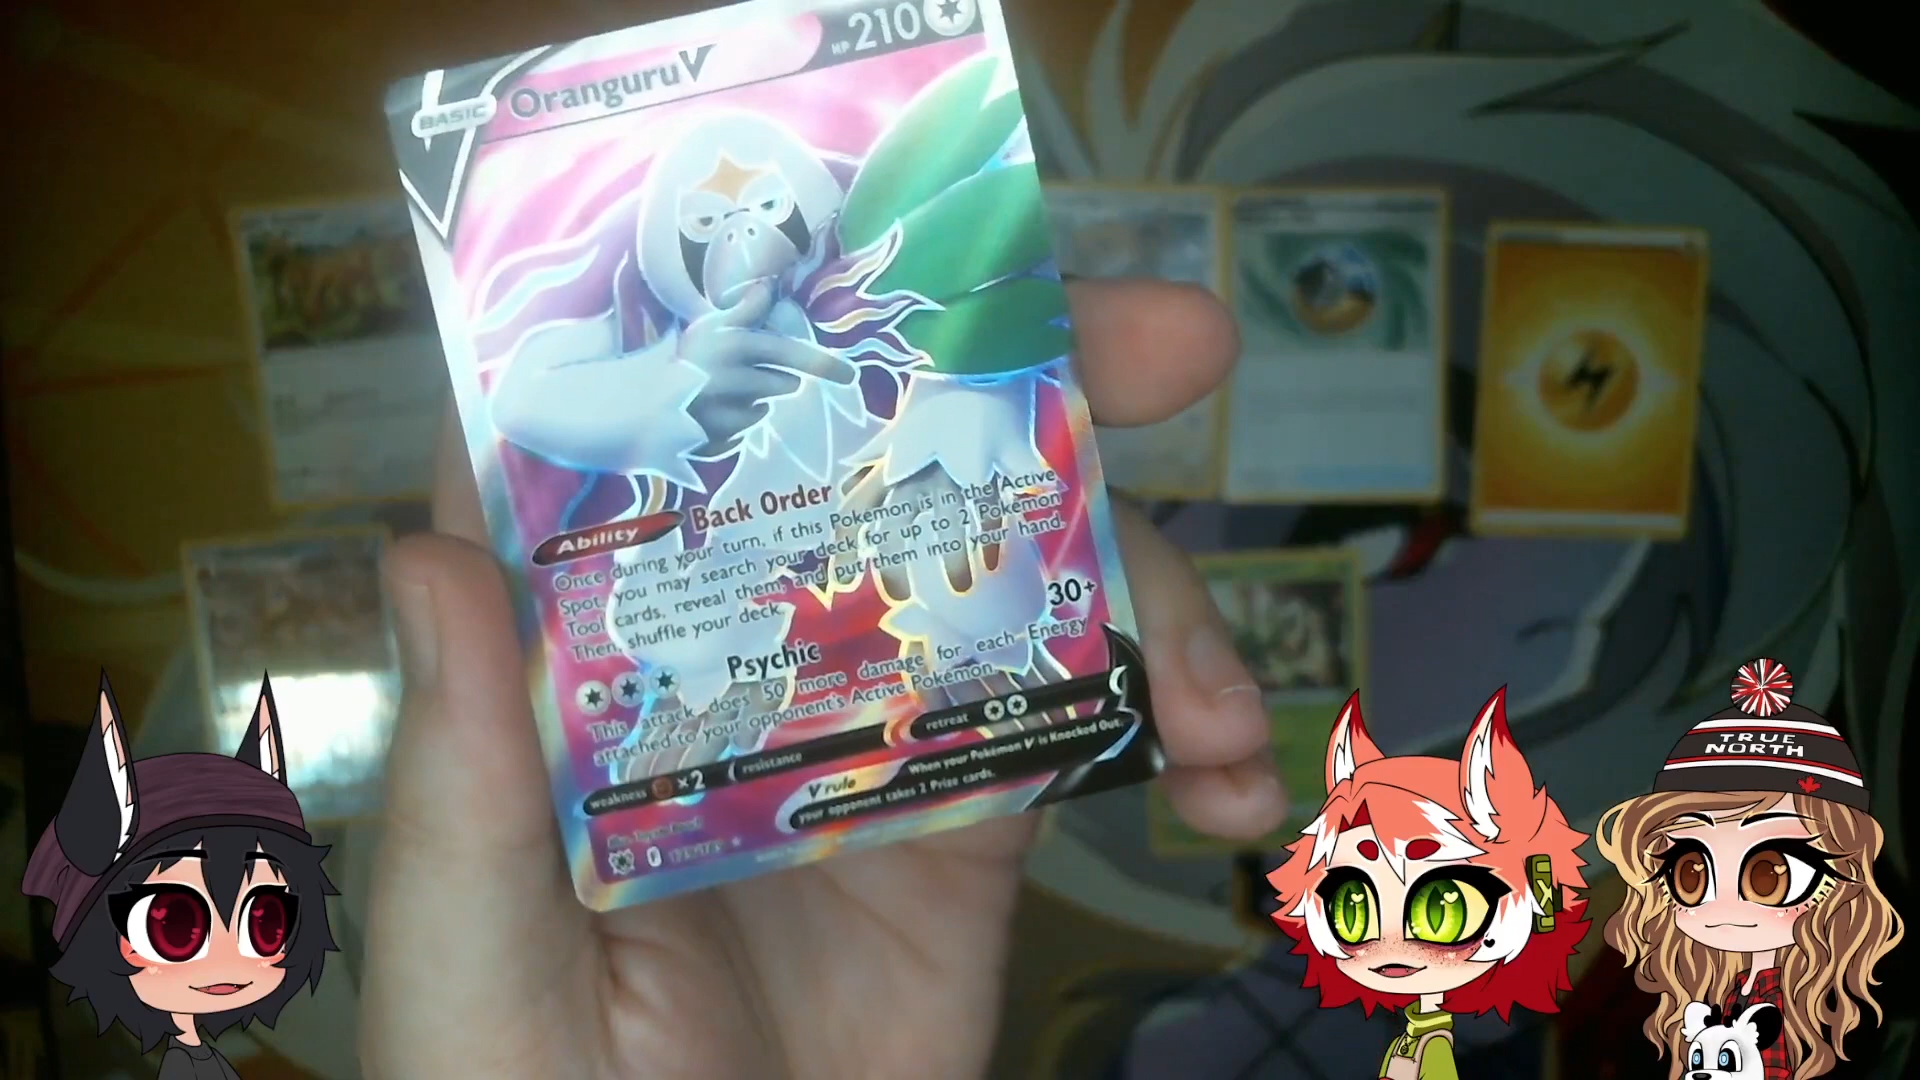 BASIC
Oranguru V
HP 210
Ability Back Order
Once during your turn, if this Pokémon is in the Active
Spot, you may search your deck for up to 2 Pokémon
Tool cards, reveal them, and put them into your hand.
Then, shuffle your deck.
Psychic 30+
This attack does 50 more damage for each Energy
attached to your opponent's Active Pokémon.
weakness ×2 resistance retreat
V rule When your Pokémon V is Knocked Out,
your opponent takes 2 Prize cards.
TRUE
NORTH